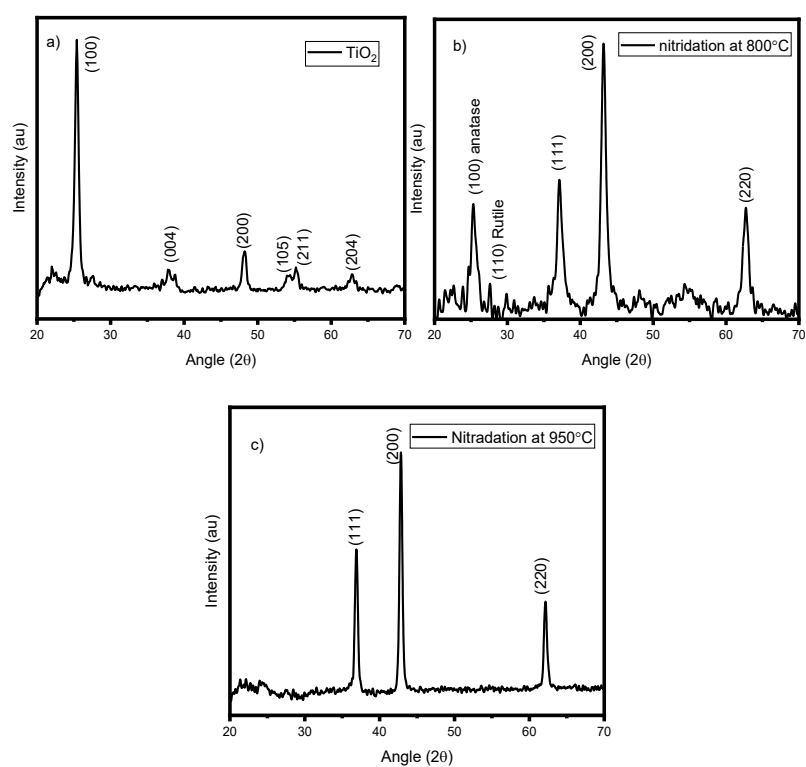 a)
TiO2
(100)
(004)
(200)
(105)
(211)
(204)
Intensity (au)
20 30 40 50 60 70
Angle (2θ)
b)
nitridation at 800°C
(100) anatase
(110) Rutile
(111)
(200)
(220)
Intensity (au)
20 30 40 50 60 70
Angle (2θ)
c)
Nitradation at 950°C
(111)
(200)
(220)
Intensity (au)
20 30 40 50 60 70
Angle (2θ)